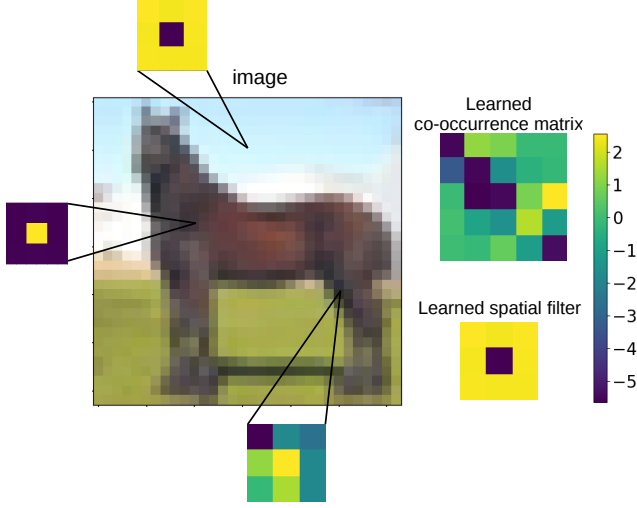 image
Learned
co-occurrence matrix
2
1
0
−1
−2
−3
−4
−5
Learned spatial filter